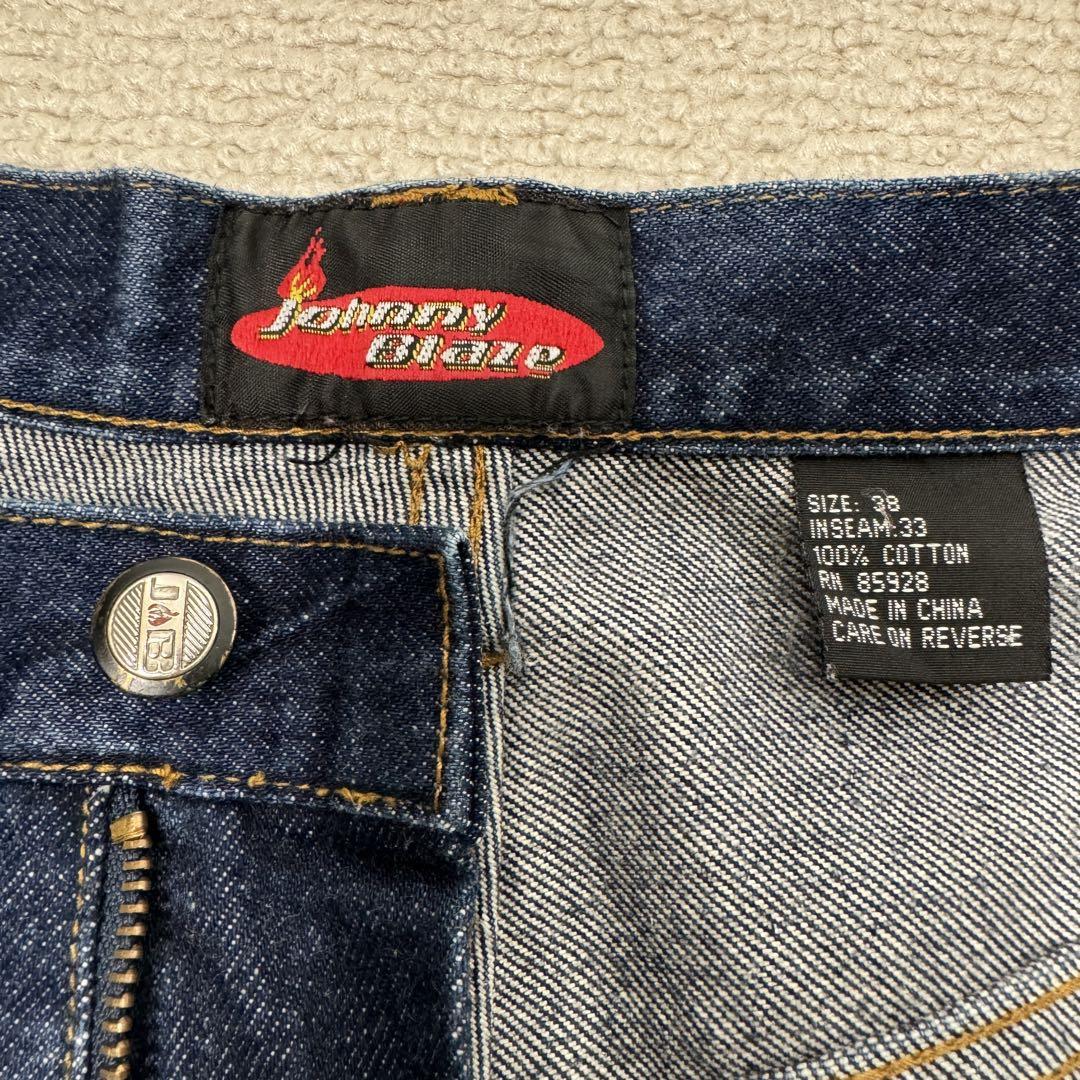 Johnny
Blaze
SIZE: 38
INSEAM:33
100% COTTON
RN 85928
MADE IN CHINA
CARE ON REVERSE
J B